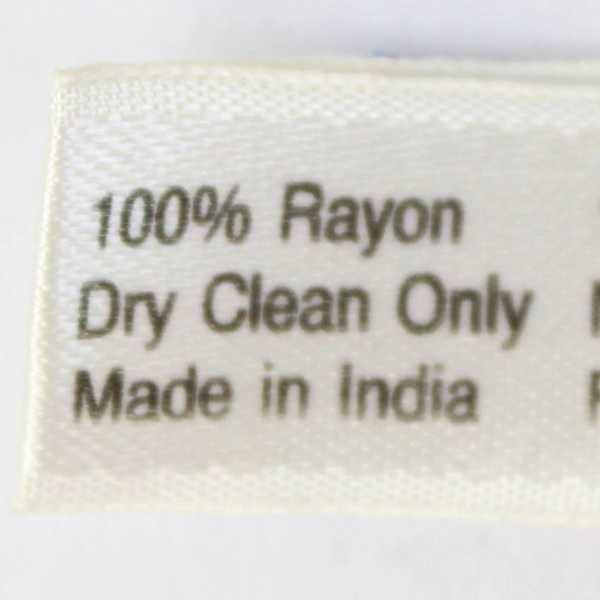 100% Rayon
Dry Clean Only
Made in India